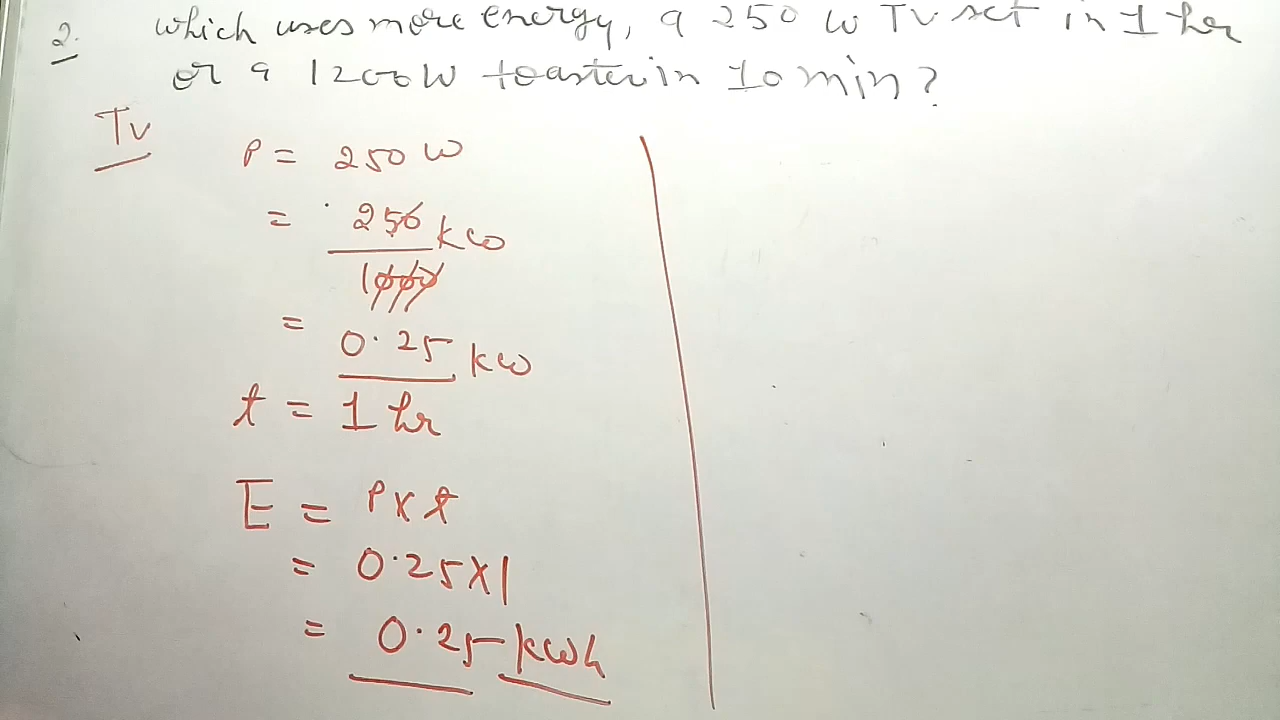 2. which uses more energy, a 250 W TV set in 1 hr
or a 1200W toaster in 10 min?
TV
P = 250 W
= 250 kW
1000
= 0.25 kW
t = 1 hr
E = P x t
= 0.25 x 1
= 0.25 kwh